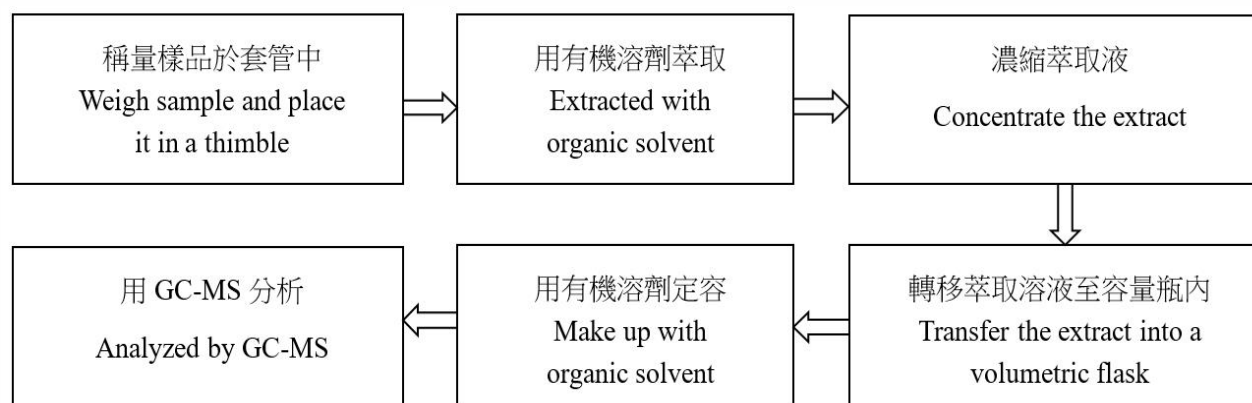 稱量樣品於套管中
Weigh sample and place
it in a thimble
用有機溶劑萃取
Extracted with
organic solvent
濃縮萃取液
Concentrate the extract
轉移萃取溶液至容量瓶內
Transfer the extract into a
volumetric flask
用有機溶劑定容
Make up with
organic solvent
用 GC-MS 分析
Analyzed by GC-MS